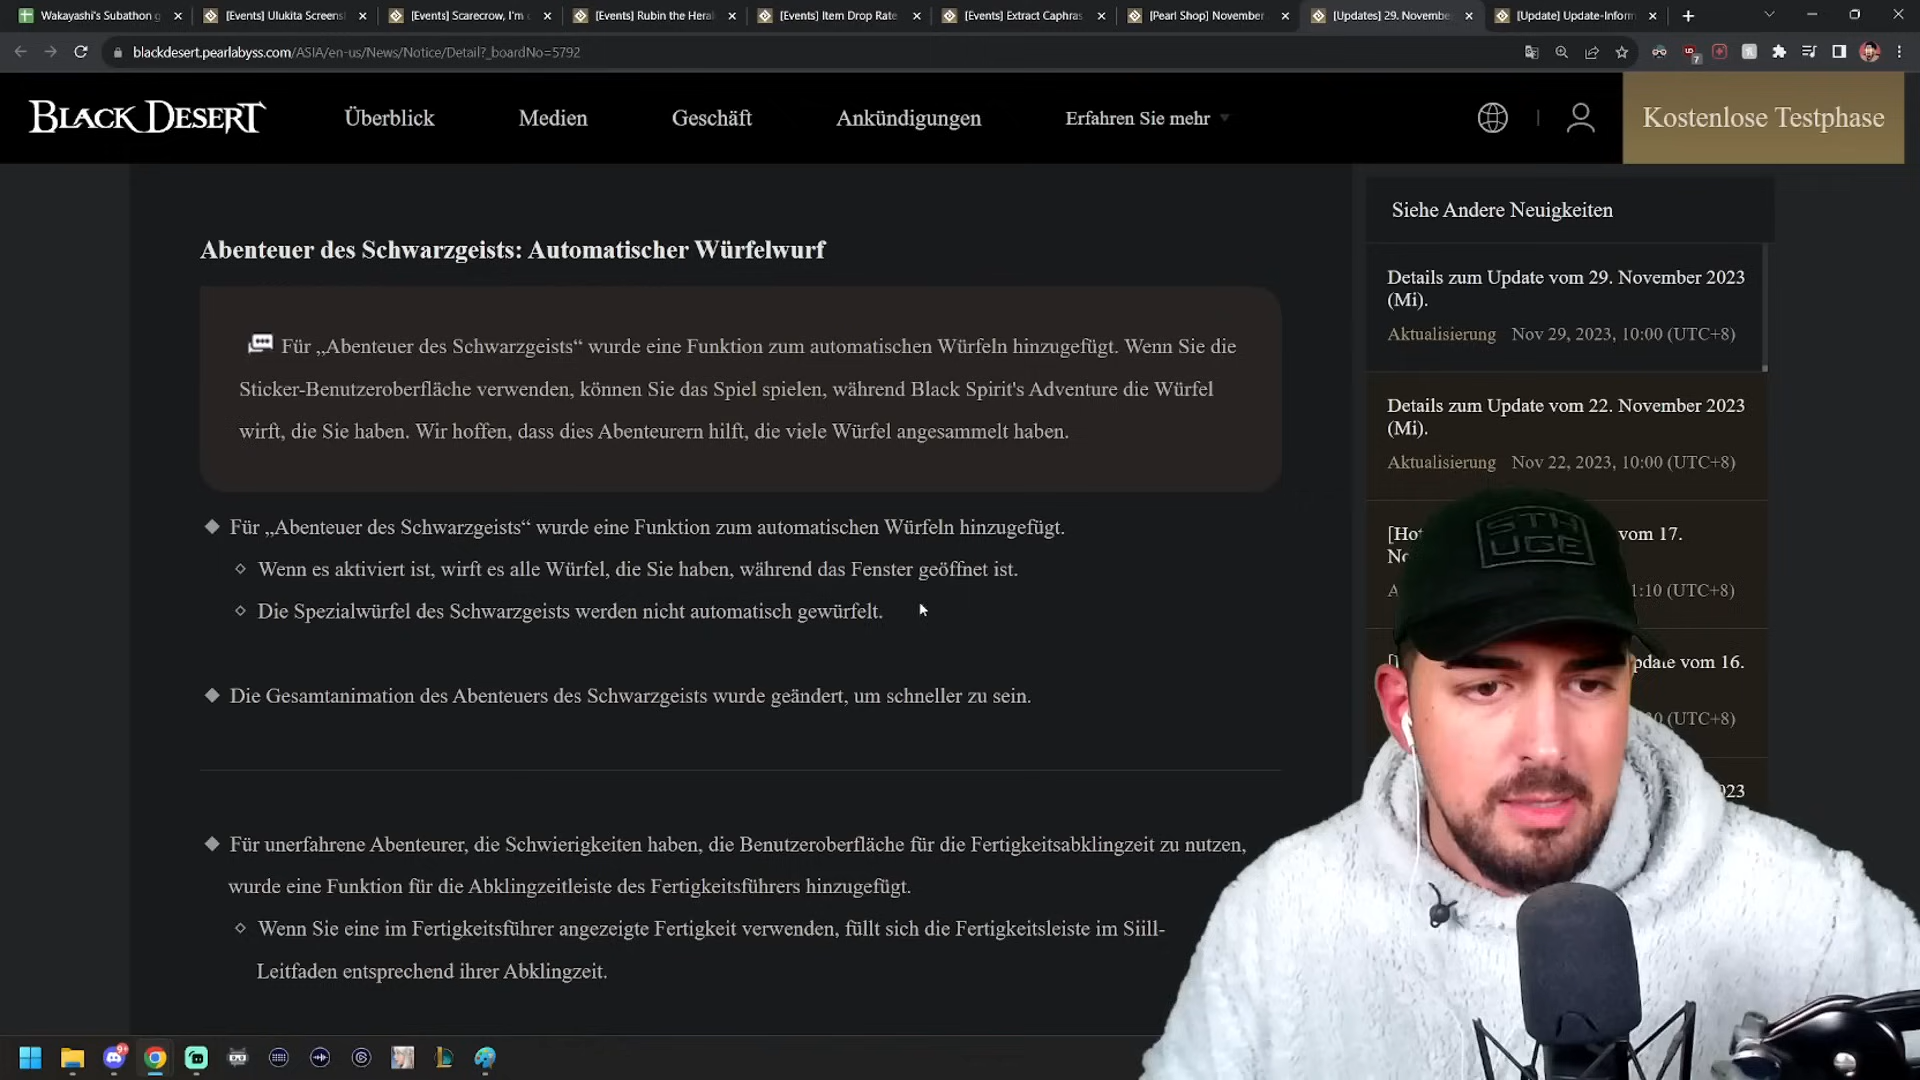 Wakayashi's Subathon g
[Events] Ulukita Screens
[Events] Scarecrow, I'm
[Events] Rubin the Hera
[Events] Item Drop Rate
[Events] Extract Caphras
[Pearl Shop] November
[Updates] 29. Novembe
[Update] Update-Inform
blackdesert.pearlabyss.com/ASIA/en-us/News/Notice/Detail?_boardNo=5792
7
BLACK DESERT
Überblick
Medien
Geschäft
Ankündigungen
Erfahren Sie mehr
Kostenlose Testphase
Abenteuer des Schwarzgeists: Automatischer Würfelwurf
Für „Abenteuer des Schwarzgeists“ wurde eine Funktion zum automatischen Würfeln hinzugefügt. Wenn Sie die
Sticker-Benutzeroberfläche verwenden, können Sie das Spiel spielen, während Black Spirit's Adventure die Würfel
wirft, die Sie haben. Wir hoffen, dass dies Abenteurern hilft, die viele Würfel angesammelt haben.
Für „Abenteuer des Schwarzgeists“ wurde eine Funktion zum automatischen Würfeln hinzugefügt.
Wenn es aktiviert ist, wirft es alle Würfel, die Sie haben, während das Fenster geöffnet ist.
Die Spezialwürfel des Schwarzgeists werden nicht automatisch gewürfelt.
Die Gesamtanimation des Abenteuers des Schwarzgeists wurde geändert, um schneller zu sein.
Für unerfahrene Abenteurer, die Schwierigkeiten haben, die Benutzeroberfläche für die Fertigkeitsabklingzeit zu nutzen,
wurde eine Funktion für die Abklingzeitleiste des Fertigkeitsführers hinzugefügt.
Wenn Sie eine im Fertigkeitsführer angezeigte Fertigkeit verwenden, füllt sich die Fertigkeitsleiste im Siill-
Leitfaden entsprechend ihrer Abklingzeit.
Siehe Andere Neuigkeiten
Details zum Update vom 29. November 2023
(Mi).
Aktualisierung Nov 29, 2023, 10:00 (UTC+8)
Details zum Update vom 22. November 2023
(Mi).
Aktualisierung Nov 22, 2023, 10:00 (UTC+8)
[Hot vom 17.
No
A 1:10 (UTC+8)
pdate vom 16.
(UTC+8)
023
STHUGE
9+